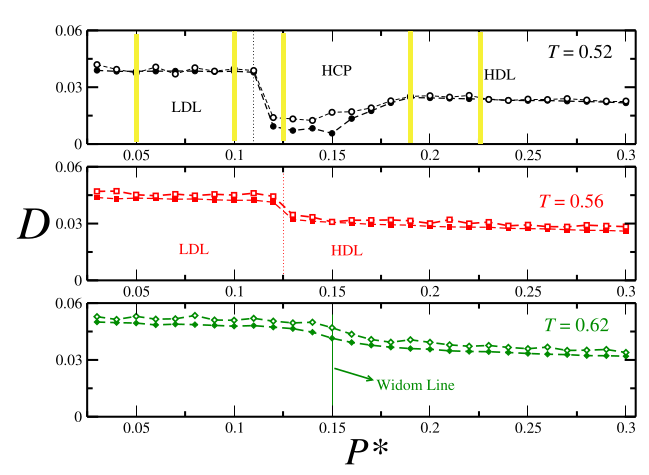 0.06
T = 0.52
HCP
HDL
0.03
LDL
0
0.05 0.1 0.15 0.2 0.25 0.3
0.06
T = 0.56
D
0.03
LDL HDL
0
0.05 0.1 0.15 0.2 0.25 0.3
0.06
T = 0.62
0.03
Widom Line
0
0.05 0.1 0.15 0.2 0.25 0.3
P*